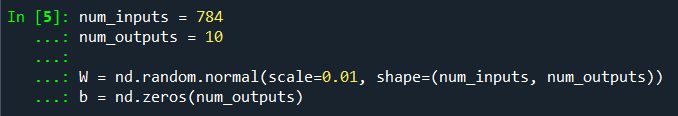 In [5]: num_inputs = 784
...: num_outputs = 10
...:
...: W = nd.random.normal(scale=0.01, shape=(num_inputs, num_outputs))
...: b = nd.zeros(num_outputs)